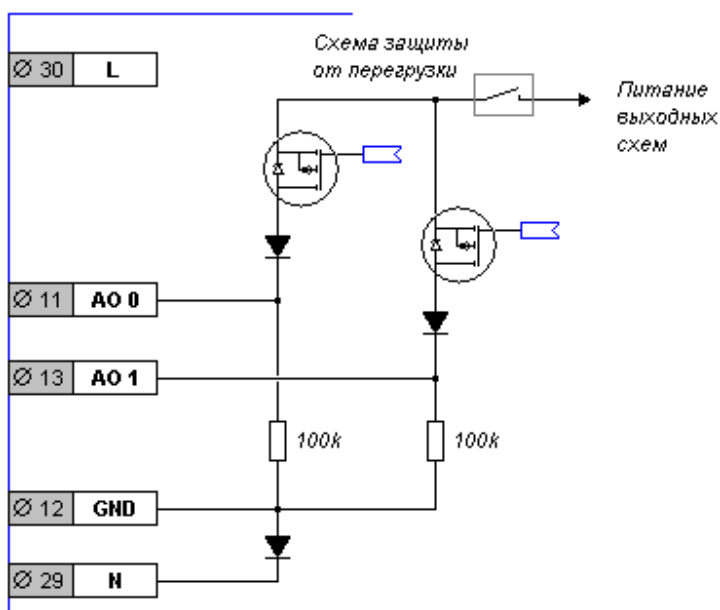 Схема защиты
от перегрузки
Ø 30 L
Питание
выходных
схем
Ø 11 AO 0
Ø 13 AO 1
100k 100k
Ø 12 GND
Ø 29 N